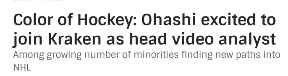 Color of Hockey: Ohashi excited to
join Kraken as head video analyst
Among growing number of minorities finding new paths into
NHL